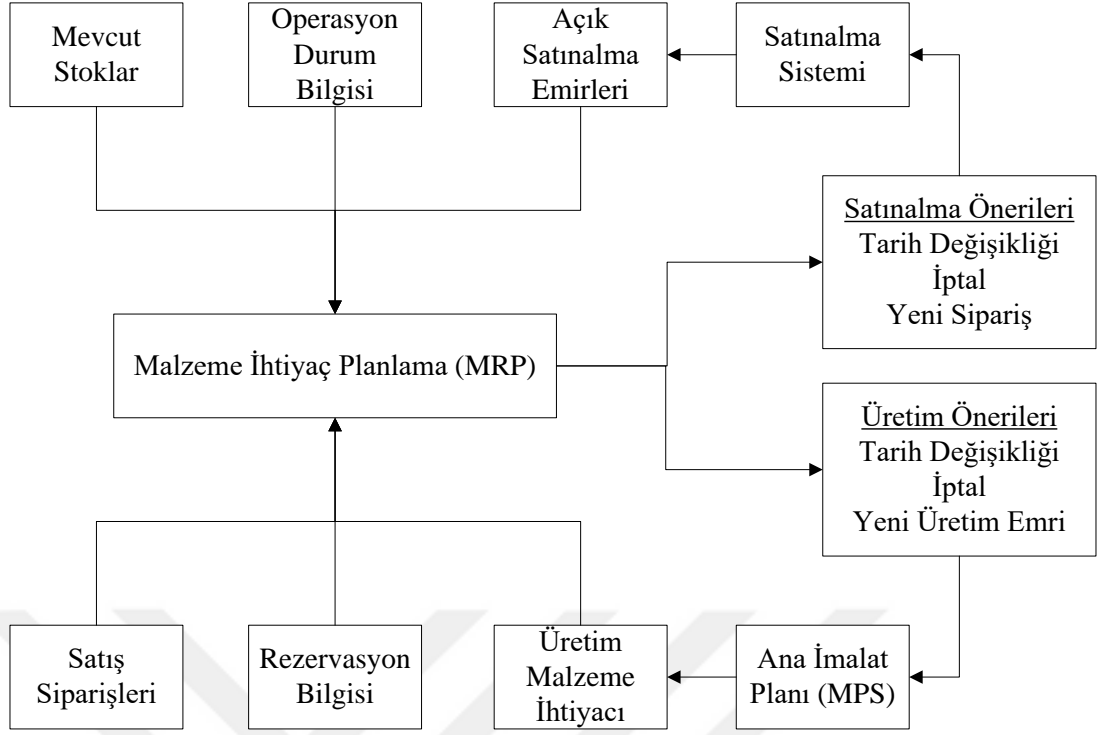 Mevcut
Stoklar
Operasyon
Durum
Bilgisi
Açık
Satınalma
Emirleri
Satınalma
Sistemi
Satınalma Önerileri
Tarih Değişikliği
İptal
Yeni Sipariş
Malzeme İhtiyaç Planlama (MRP)
Üretim Önerileri
Tarih Değişikliği
İptal
Yeni Üretim Emri
Satış
Siparişleri
Rezervasyon
Bilgisi
Üretim
Malzeme
İhtiyacı
Ana İmalat
Planı (MPS)